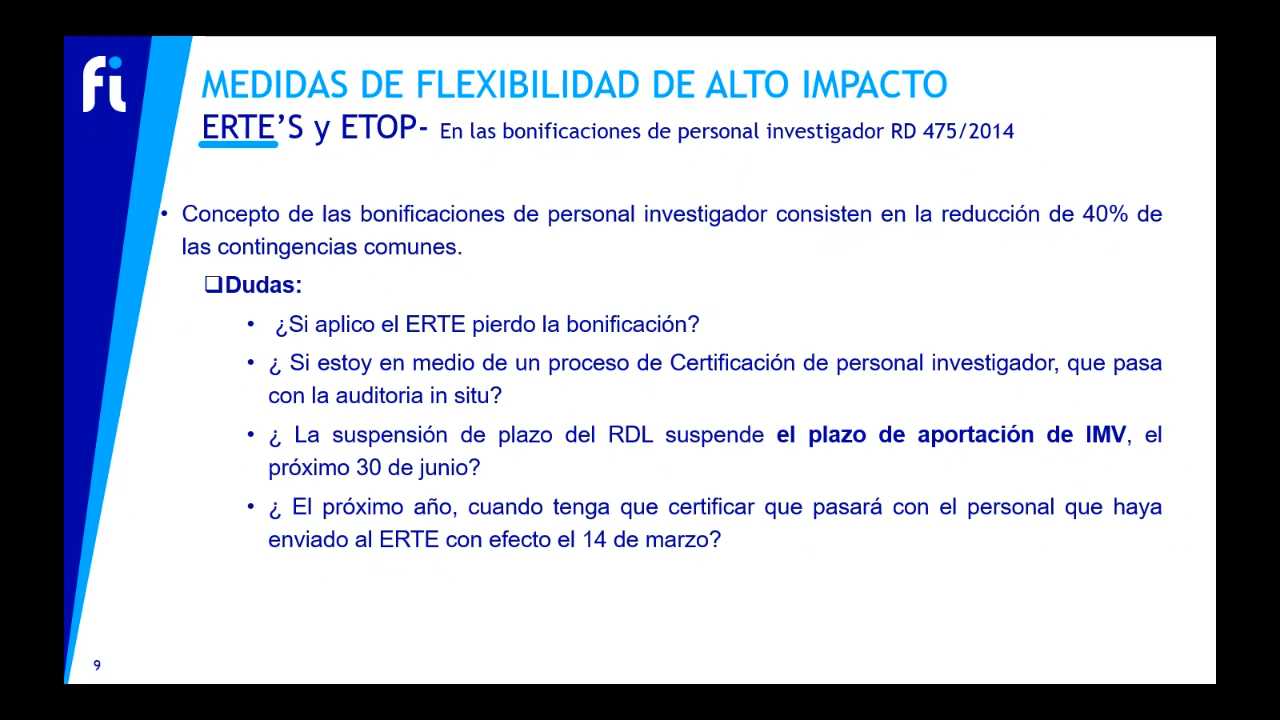 fi
MEDIDAS DE FLEXIBILIDAD DE ALTO IMPACTO
ERTE'S y ETOP- En las bonificaciones de personal investigador RD 475/2014
• Concepto de las bonificaciones de personal investigador consisten en la reducción de 40% de
las contingencias comunes.
❑Dudas:
• ¿Si aplico el ERTE pierdo la bonificación?
• ¿ Si estoy en medio de un proceso de Certificación de personal investigador, que pasa
con la auditoria in situ?
• ¿ La suspensión de plazo del RDL suspende el plazo de aportación de IMV, el
próximo 30 de junio?
• ¿ El próximo año, cuando tenga que certificar que pasará con el personal que haya
enviado al ERTE con efecto el 14 de marzo?
9